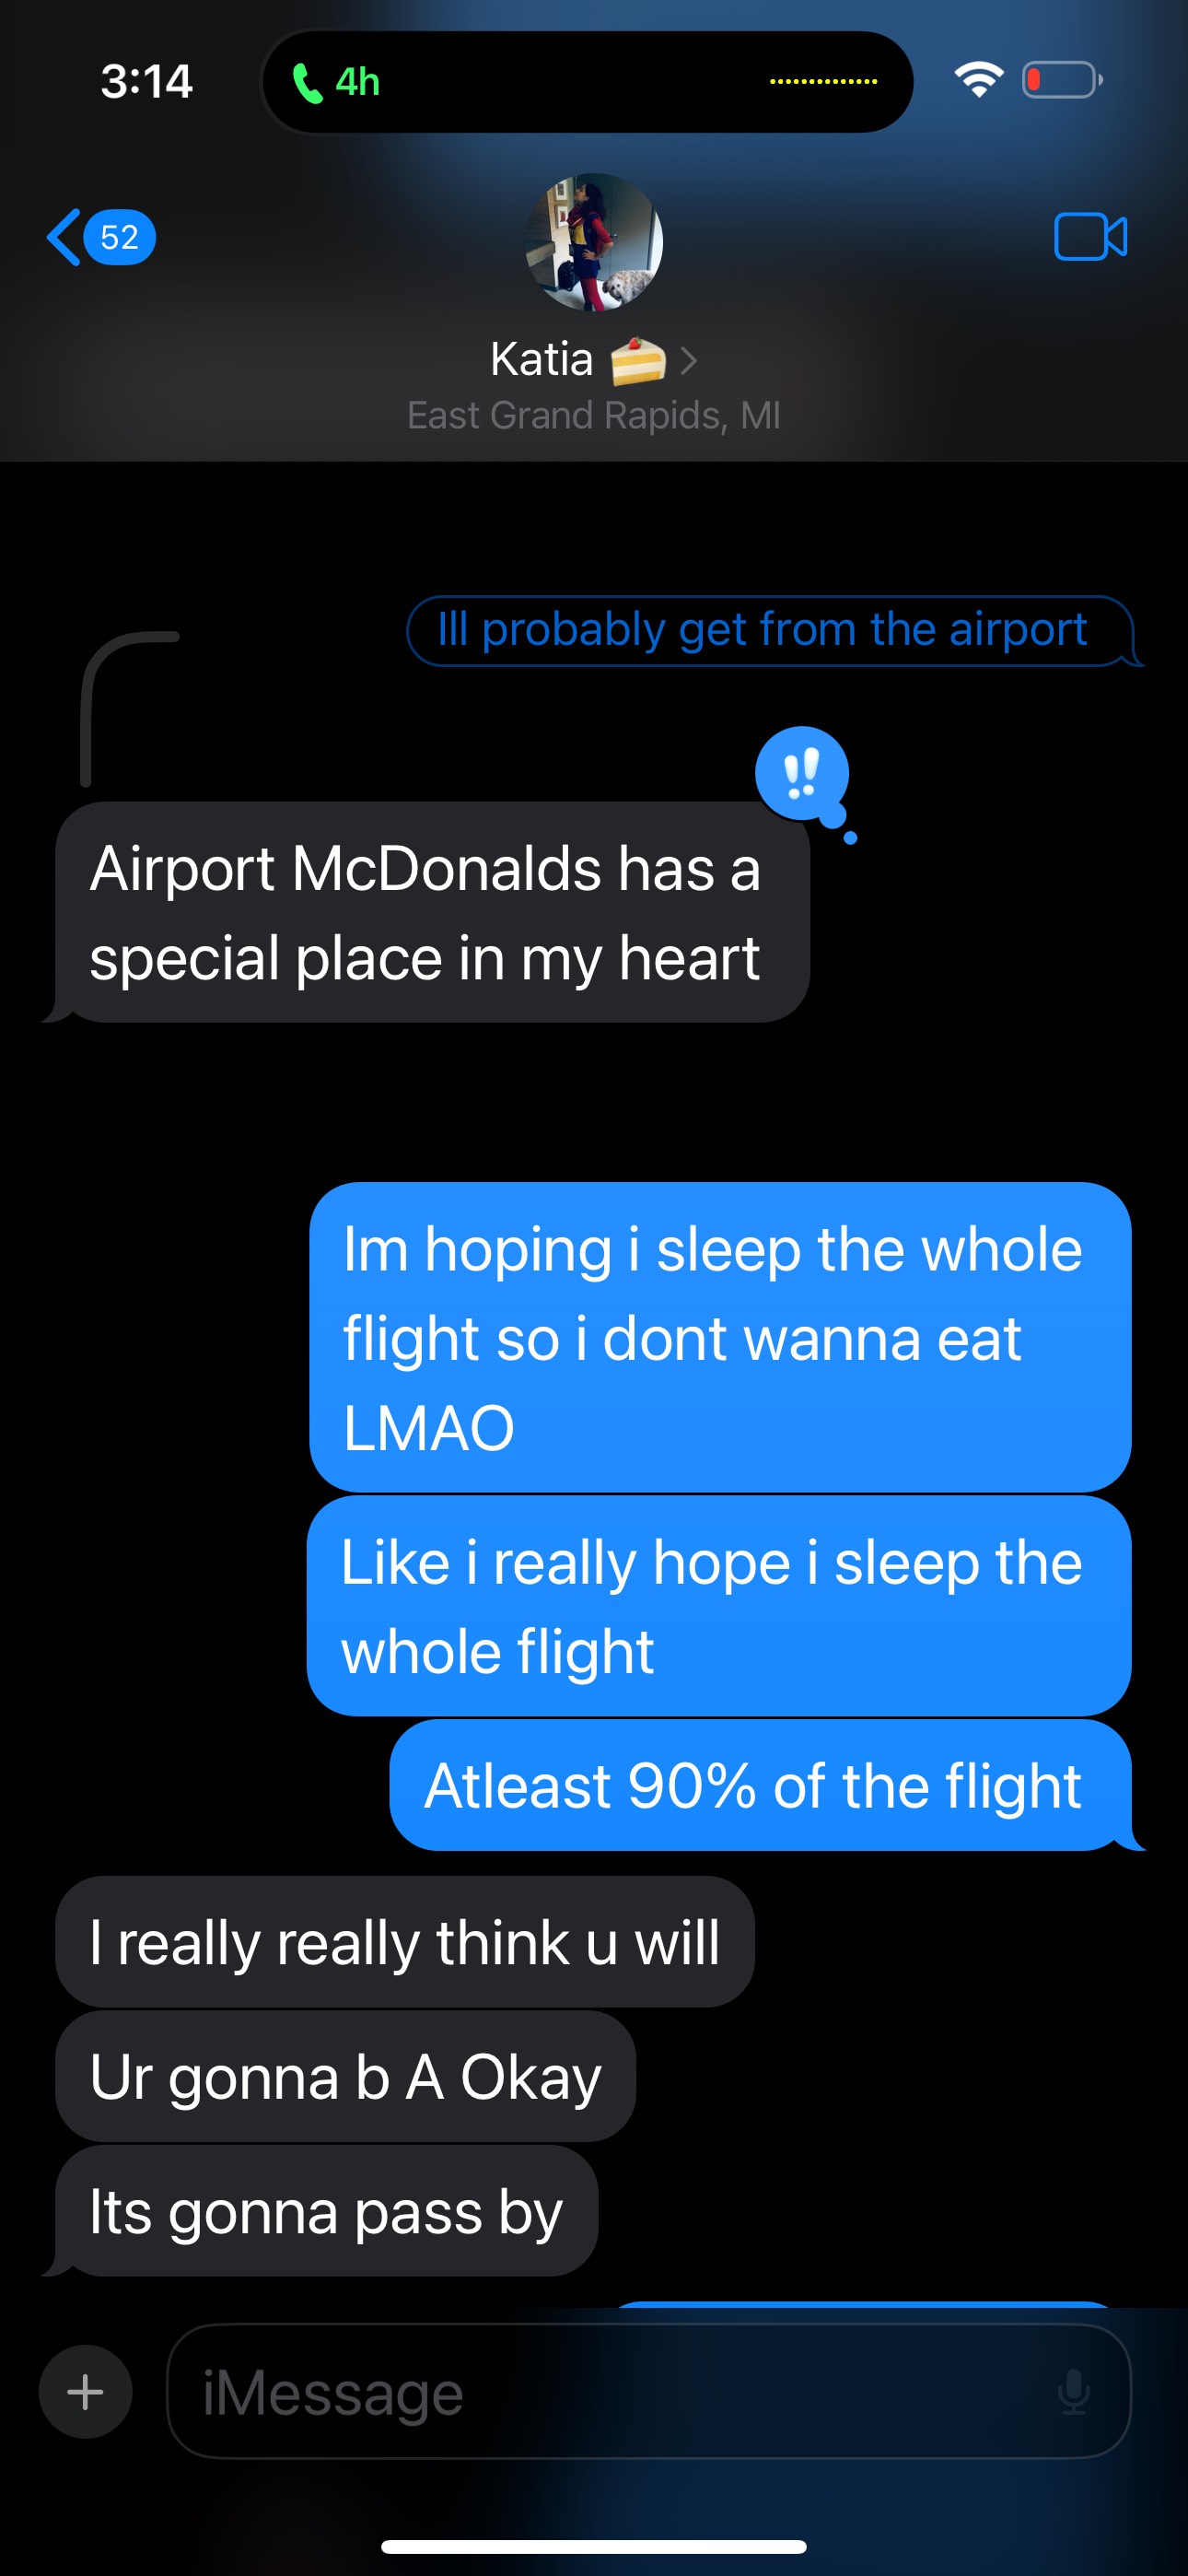 3:14
4h
52
Katia 🍰
East Grand Rapids, MI
Ill probably get from the airport
Airport McDonalds has a
special place in my heart
Im hoping i sleep the whole
flight so i dont wanna eat
LMAO
Like i really hope i sleep the
whole flight
Atleast 90% of the flight
I really really think u will
Ur gonna b A Okay
Its gonna pass by
iMessage